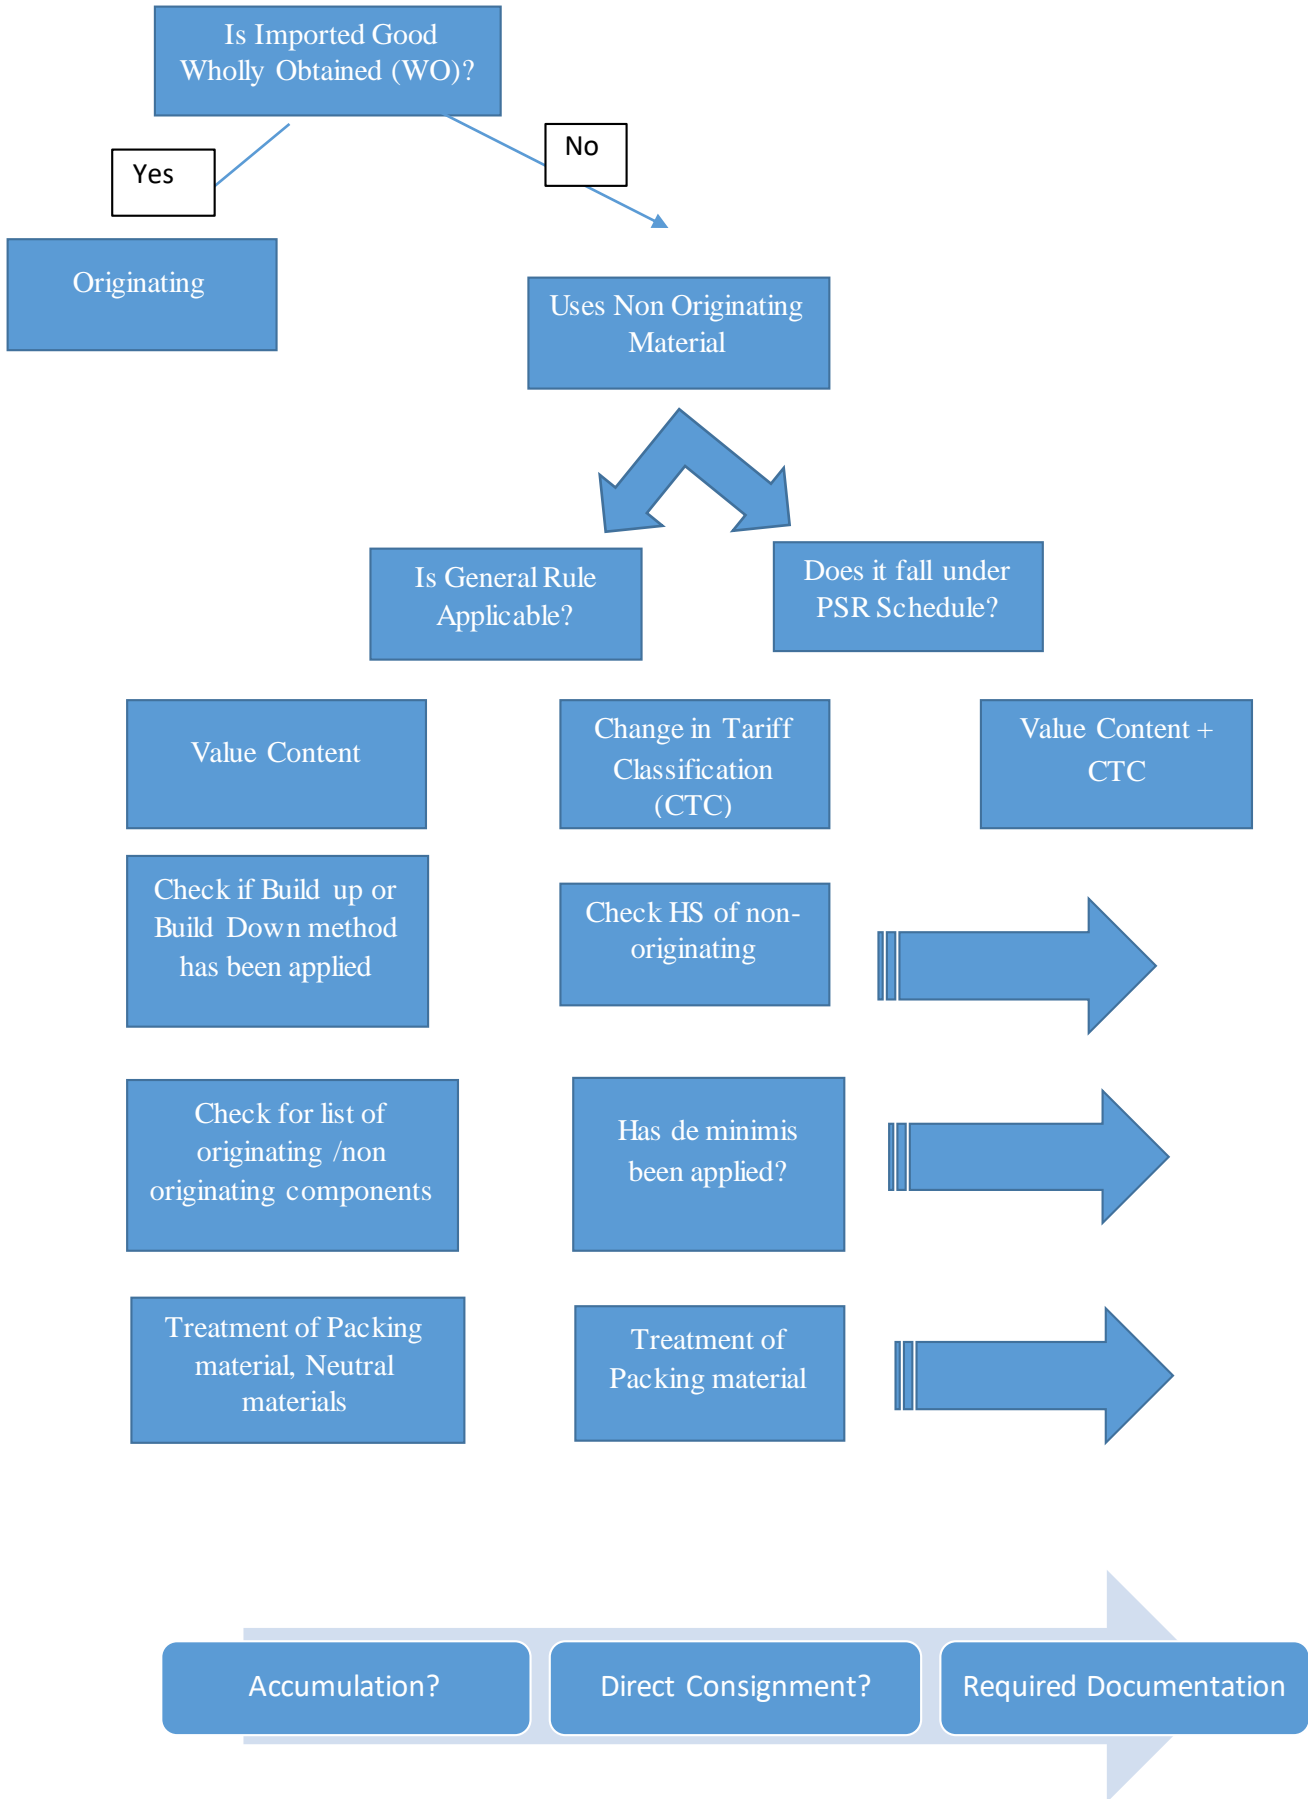 Is Imported Good
Wholly Obtained (WO)?
Yes
No
Originating
Uses Non Originating
Material
Is General Rule
Applicable?
Does it fall under
PSR Schedule?
Value Content
Change in Tariff
Classification
(CTC)
Value Content +
CTC
Check if Build up or
Build Down method
has been applied
Check HS of non-
originating
Check for list of
originating /non
originating components
Has de minimis
been applied?
Treatment of Packing
material, Neutral
materials
Treatment of
Packing material
Accumulation?
Direct Consignment?
Required Documentation